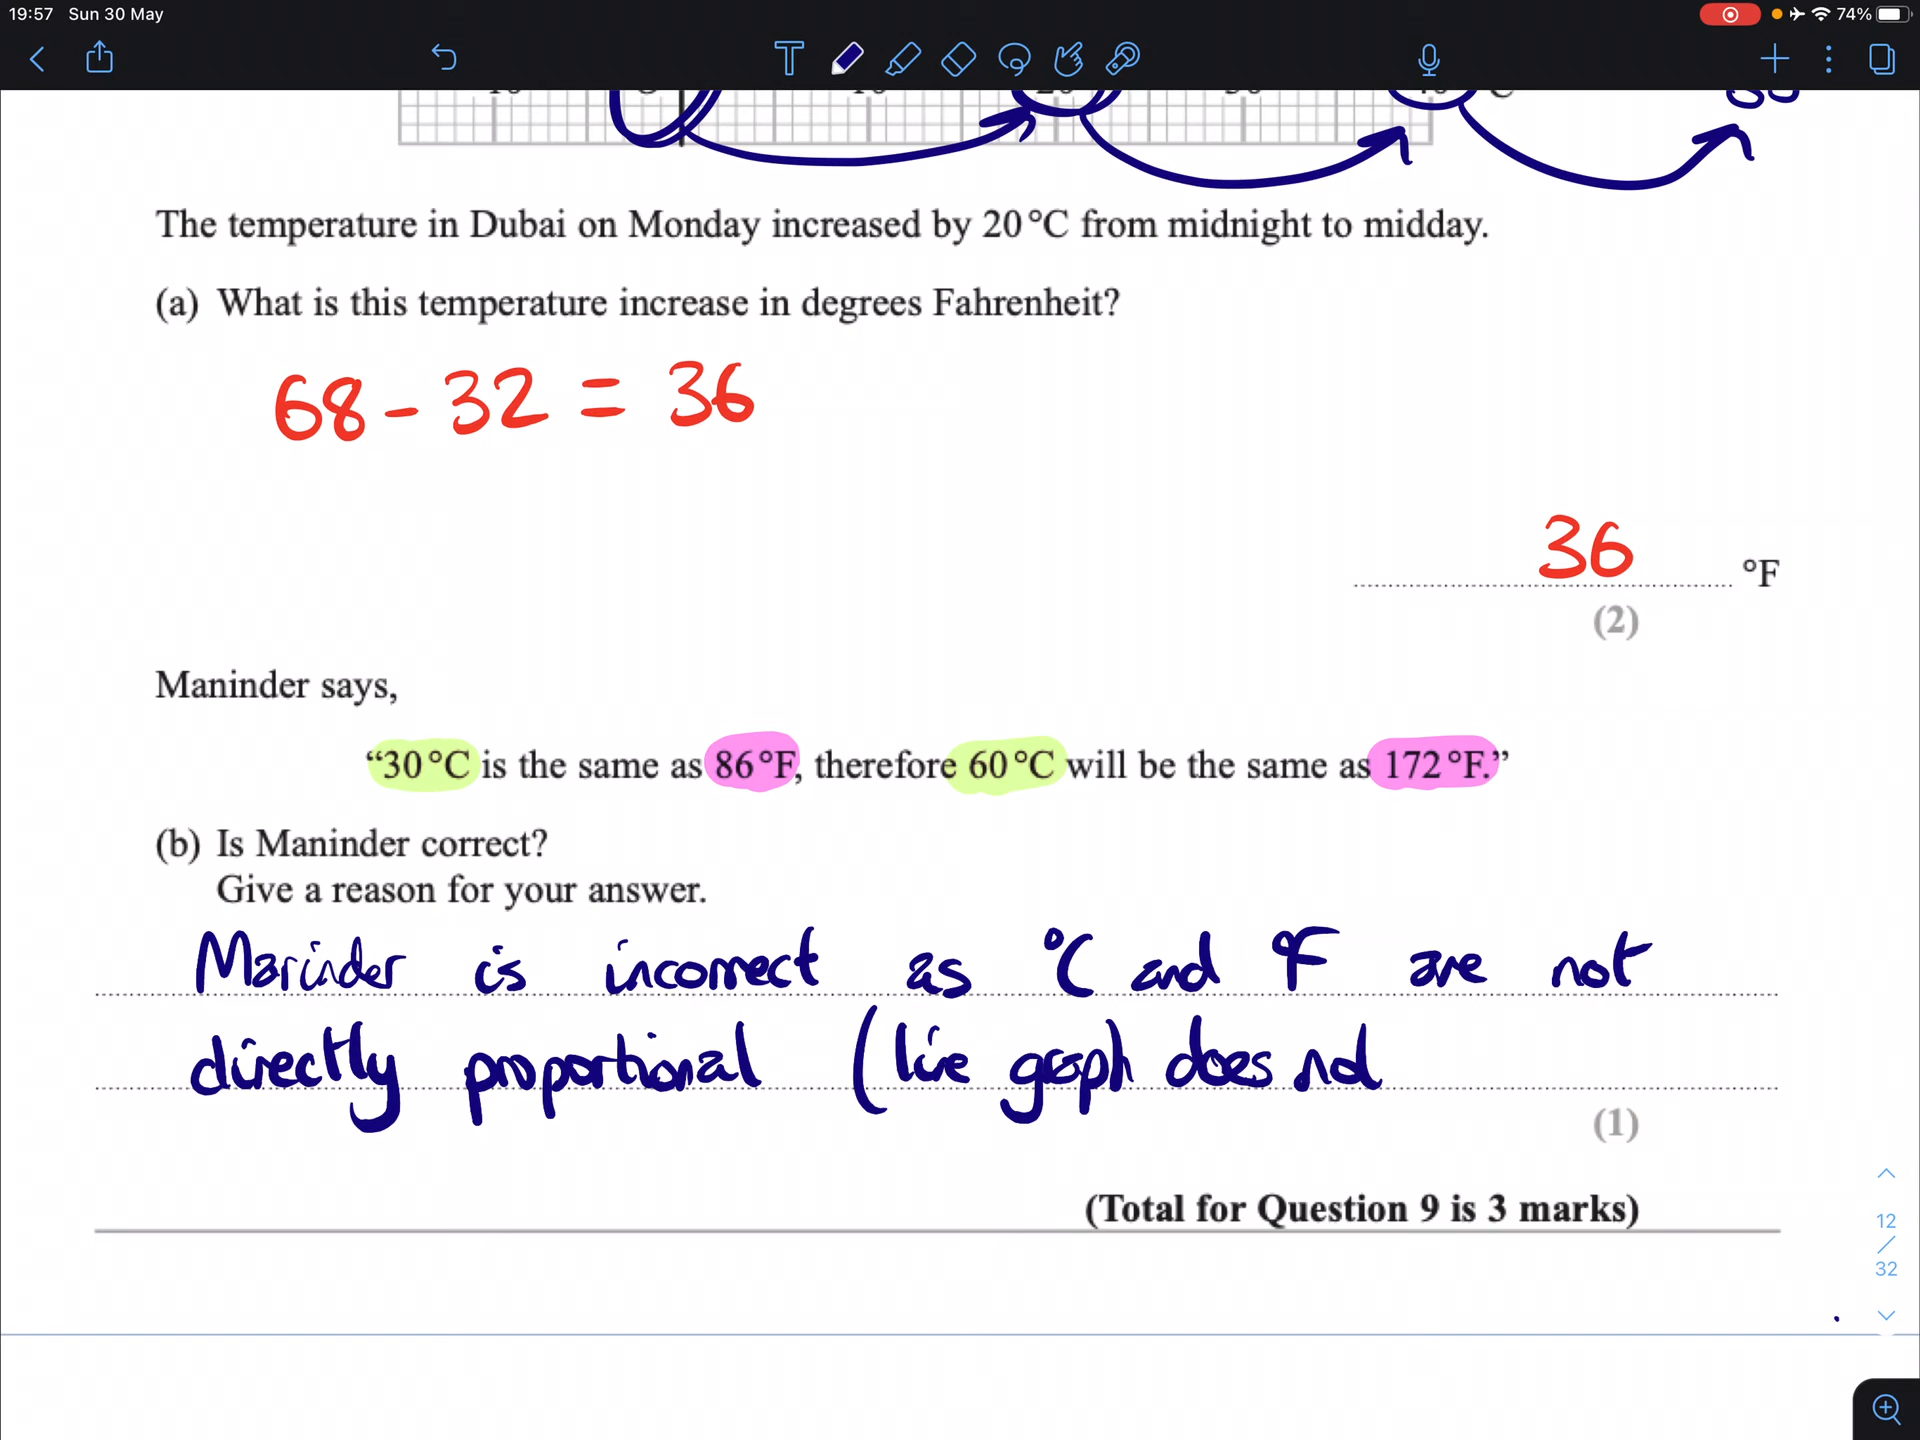 19:57 Sun 30 May 74%
The temperature in Dubai on Monday increased by 20°C from midnight to midday.
(a) What is this temperature increase in degrees Fahrenheit?
68 - 32 = 36
36 °F
(2)
Maninder says,
“30°C is the same as 86°F, therefore 60°C will be the same as 172°F.”
(b) Is Maninder correct?
Give a reason for your answer.
Maninder is incorrect as °C and °F are not
directly proportional (line graph does not
(1)
(Total for Question 9 is 3 marks)
12
/
32